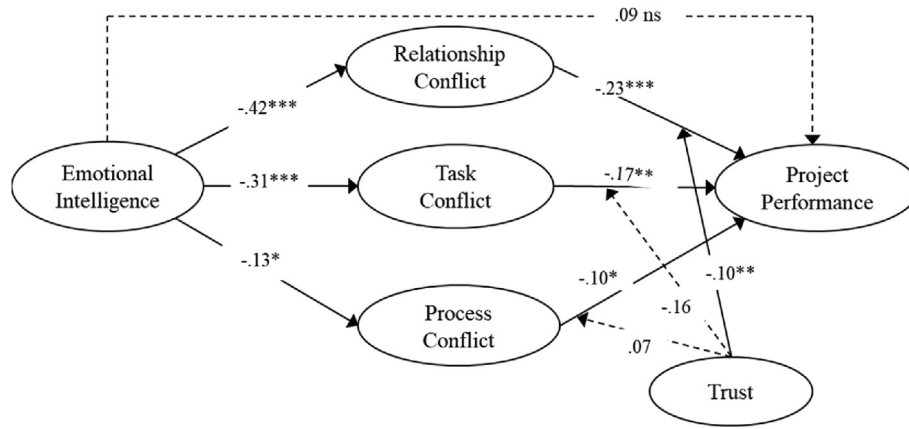 .09 ns
Relationship
Conflict
-.42***
-.23***
Emotional
Intelligence
-.31***
Task
Conflict
-.17**
Project
Performance
-.13*
Process
Conflict
-.10*
-.10**
-.16
.07
Trust